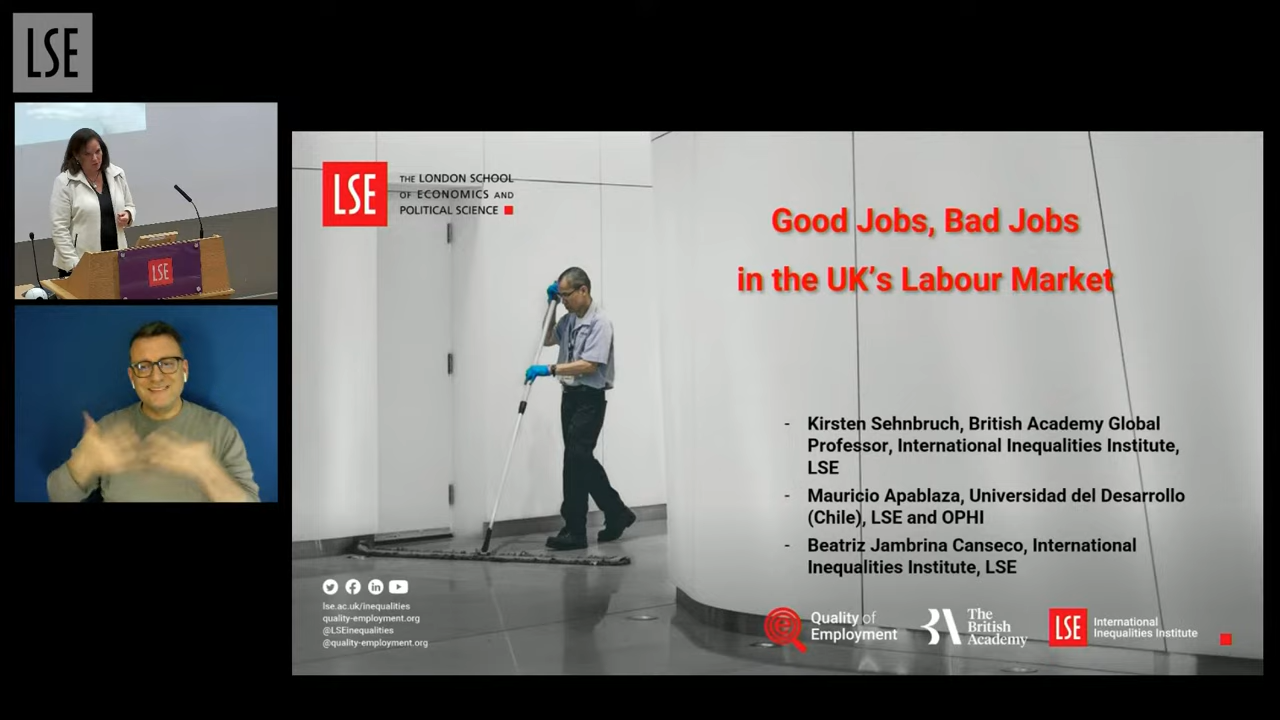 LSE
LSE
LSE
THE LONDON SCHOOL
OF ECONOMICS AND
POLITICAL SCIENCE
Good Jobs, Bad Jobs
in the UK's Labour Market
- Kirsten Sehnbruch, British Academy Global
Professor, International Inequalities Institute,
LSE
- Mauricio Apablaza, Universidad del Desarrollo
(Chile), LSE and OPHI
- Beatriz Jambrina Canseco, International
Inequalities Institute, LSE
lse.ac.uk/inequalities
quality-employment.org
@LSEinequalities
@quality-employment.org
Quality of
Employment
BA
The
British
Academy
LSE
International
Inequalities Institute